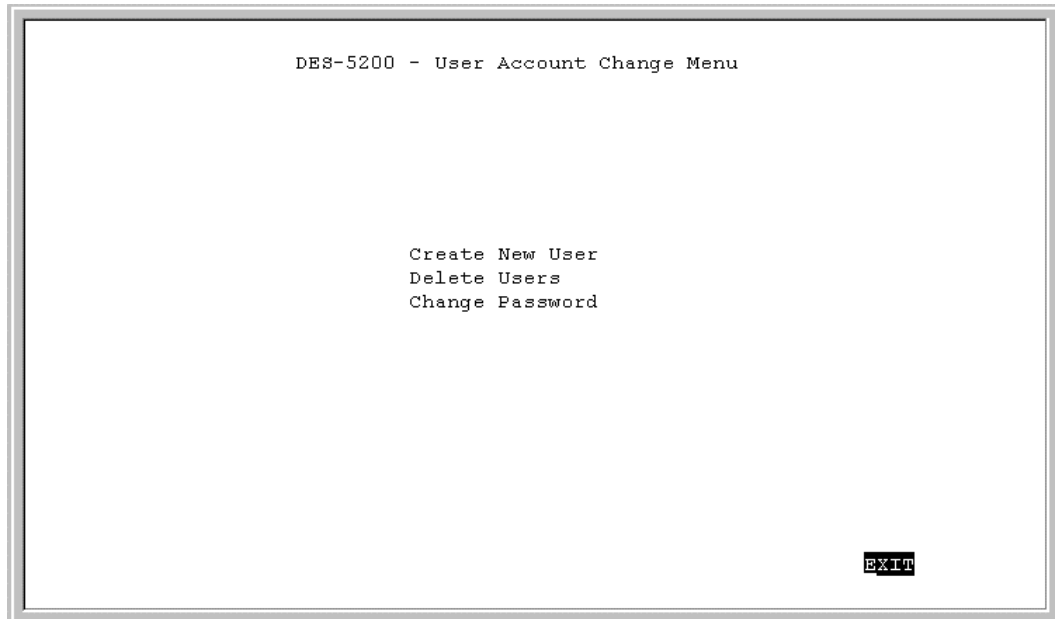 DES-5200 - User Account Change Menu
Create New User
Delete Users
Change Password
EXIT